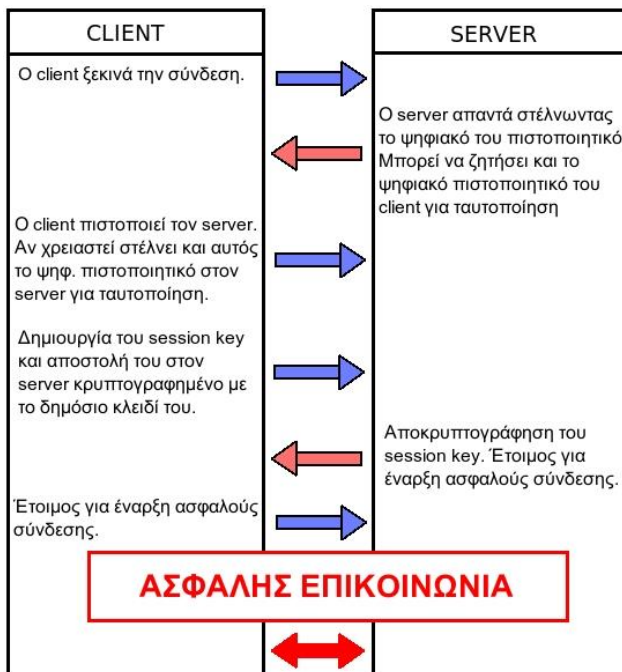 CLIENT
SERVER
Ο client ξεκινά την σύνδεση.
Ο server απαντά στέλνωντας
το ψηφιακό του πιστοποιητικό
Μπορεί να ζητήσει και το
ψηφιακό πιστοποιητικό του
client για ταυτοποίηση
Ο client πιστοποιεί τον server.
Αν χρειαστεί στέλνει και αυτός
το ψηφ. πιστοποιητικό στον
server για ταυτοποίηση.
Δημιουργία του session key
και αποστολή του στον
server κρυπτογραφημένο με
το δημόσιο κλειδί του.
Αποκρυπτογράφηση του
session key. Έτοιμος για
έναρξη ασφαλούς σύνδεσης.
Έτοιμος για έναρξη ασφαλούς
σύνδεσης.
ΑΣΦΑΛΗΣ ΕΠΙΚΟΙΝΩΝΙΑ